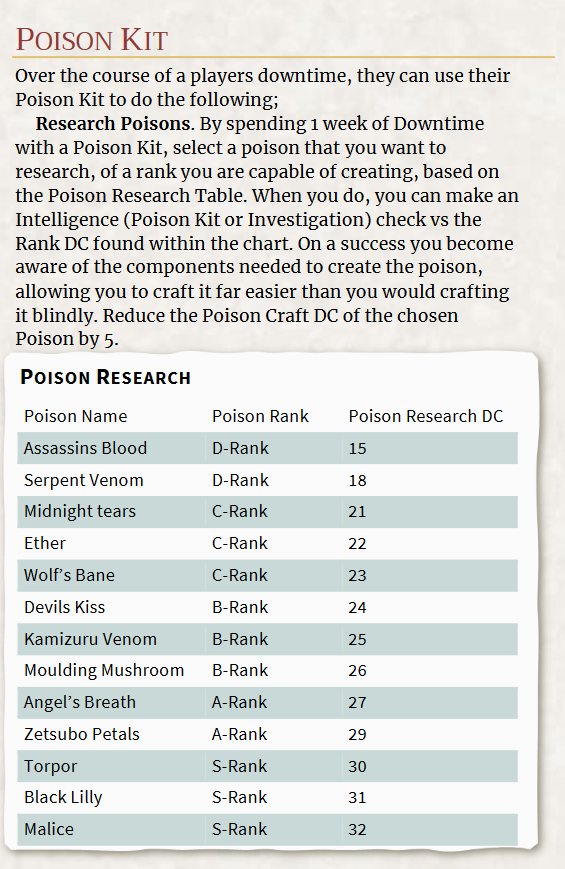 Poison Kit
Over the course of a players downtime, they can use their
Poison Kit to do the following;
Research Poisons. By spending 1 week of Downtime
with a Poison Kit, select a poison that you want to
research, of a rank you are capable of creating, based on
the Poison Research Table. When you do, you can make an
Intelligence (Poison Kit or Investigation) check vs the
Rank DC found within the chart. On a success you become
aware of the components needed to create the poison,
allowing you to craft it far easier than you would crafting
it blindly. Reduce the Poison Craft DC of the chosen
Poison by 5.
Poison Research
Poison Name Poison Rank Poison Research DC
Assassins Blood D-Rank 15
Serpent Venom D-Rank 18
Midnight tears C-Rank 21
Ether C-Rank 22
Wolf's Bane C-Rank 23
Devils Kiss B-Rank 24
Kamizuru Venom B-Rank 25
Moulding Mushroom B-Rank 26
Angel's Breath A-Rank 27
Zetsubo Petals A-Rank 29
Torpor S-Rank 30
Black Lilly S-Rank 31
Malice S-Rank 32